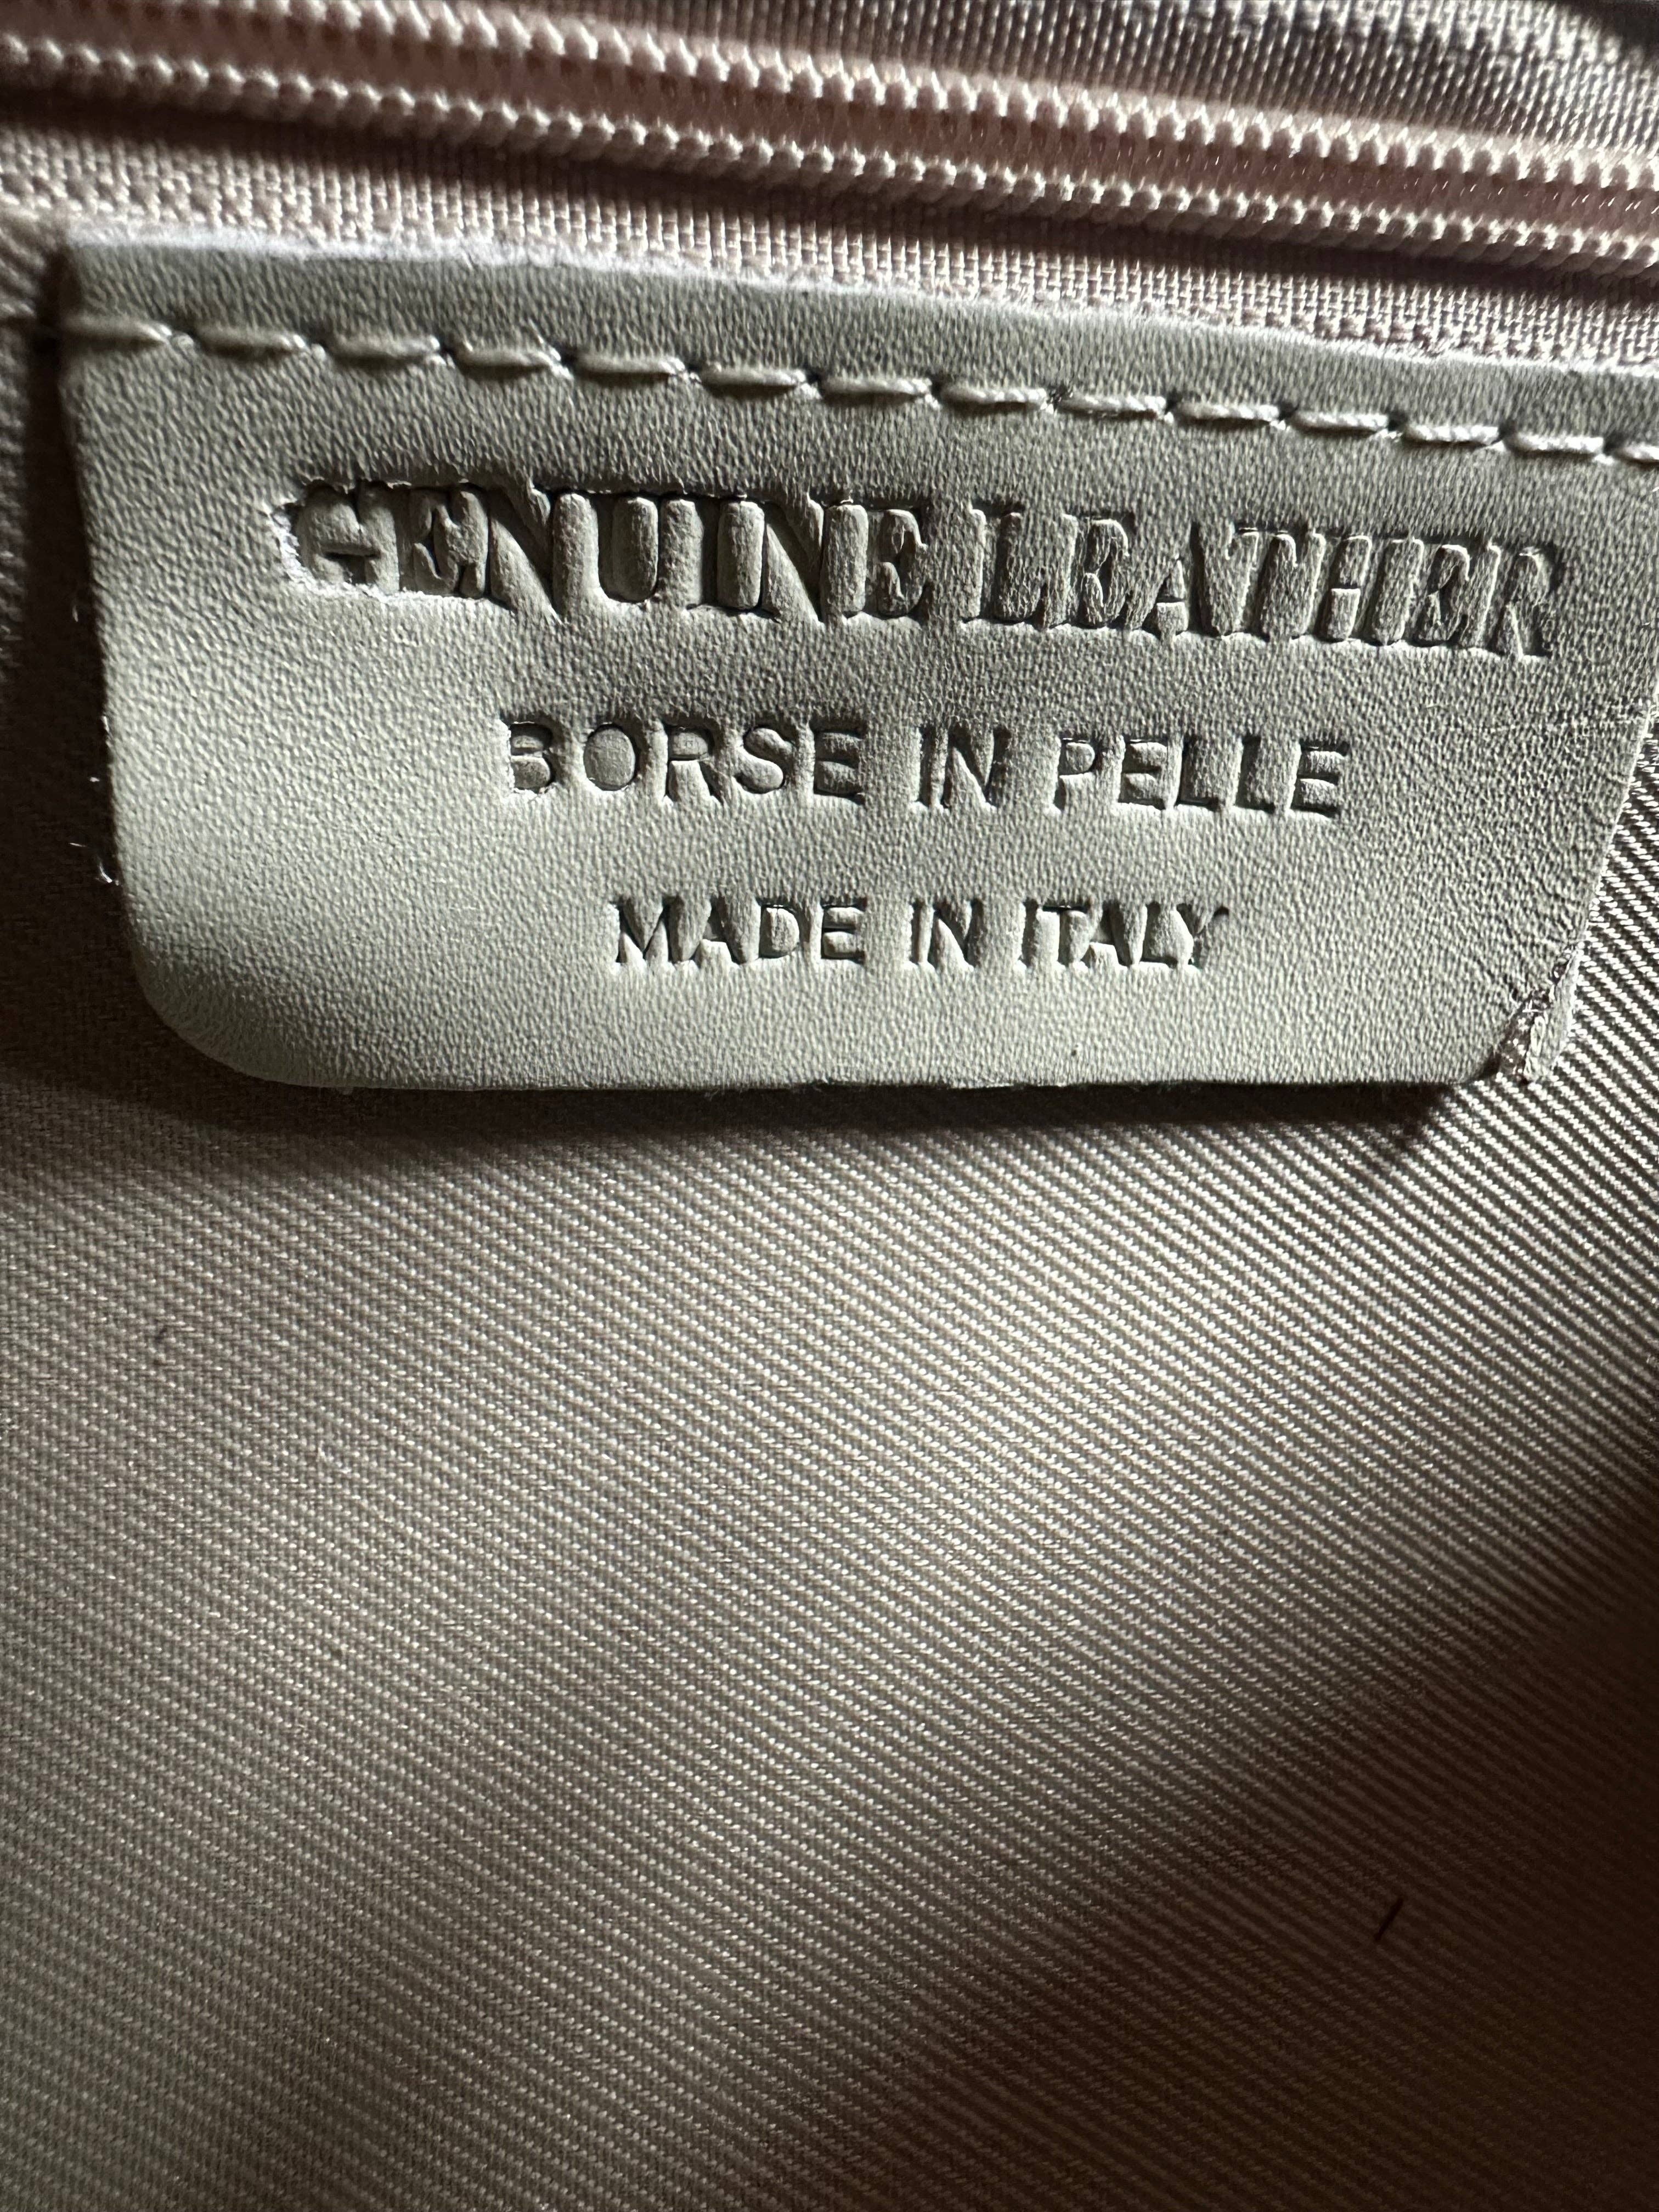 GENUINE LEATHER
BORSE IN PELLE
MADE IN ITALY